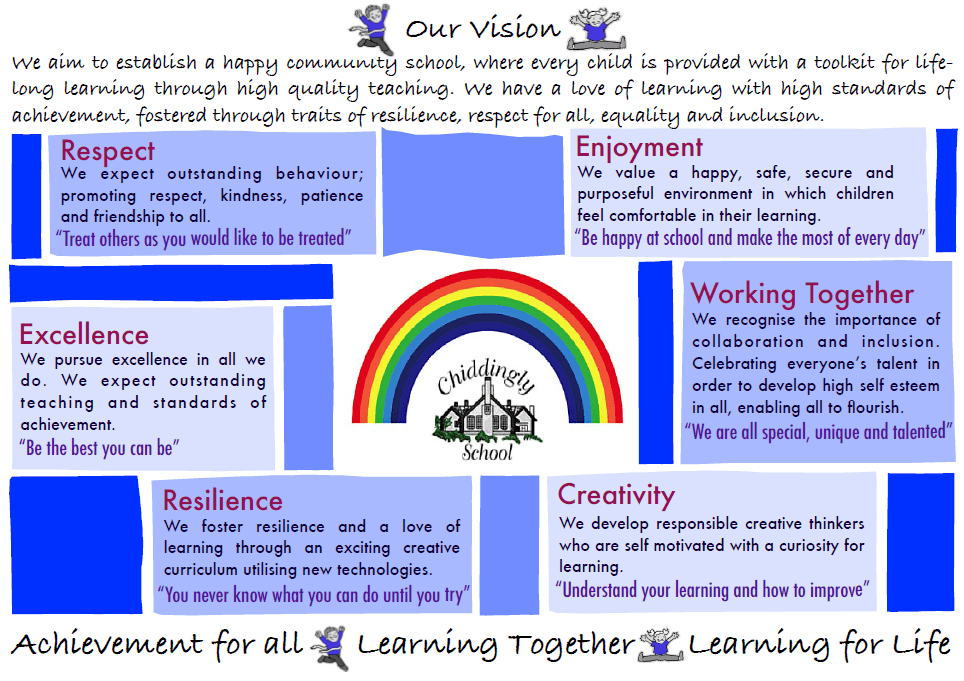 Our Vision
We aim to establish a happy community school, where every child is provided with a toolkit for life-
long learning through high quality teaching. We have a love of learning with high standards of
achievement, fostered through traits of resilience, respect for all, equality and inclusion.
Respect
We expect outstanding behaviour;
promoting respect, kindness, patience
and friendship to all.
“Treat others as you would like to be treated”
Enjoyment
We value a happy, safe, secure and
purposeful environment in which children
feel comfortable in their learning.
“Be happy at school and make the most of every day”
Excellence
We pursue excellence in all we
do. We expect outstanding
teaching and standards of
achievement.
“Be the best you can be”
Chiddingly
School
Working Together
We recognise the importance of
collaboration and inclusion.
Celebrating everyone’s talent in
order to develop high self esteem
in all, enabling all to flourish.
“We are all special, unique and talented”
Resilience
We foster resilience and a love of
learning through an exciting creative
curriculum utilising new technologies.
“You never know what you can do until you try”
Creativity
We develop responsible creative thinkers
who are self motivated with a curiosity for
learning.
“Understand your learning and how to improve”
Achievement for all Learning Together Learning for Life